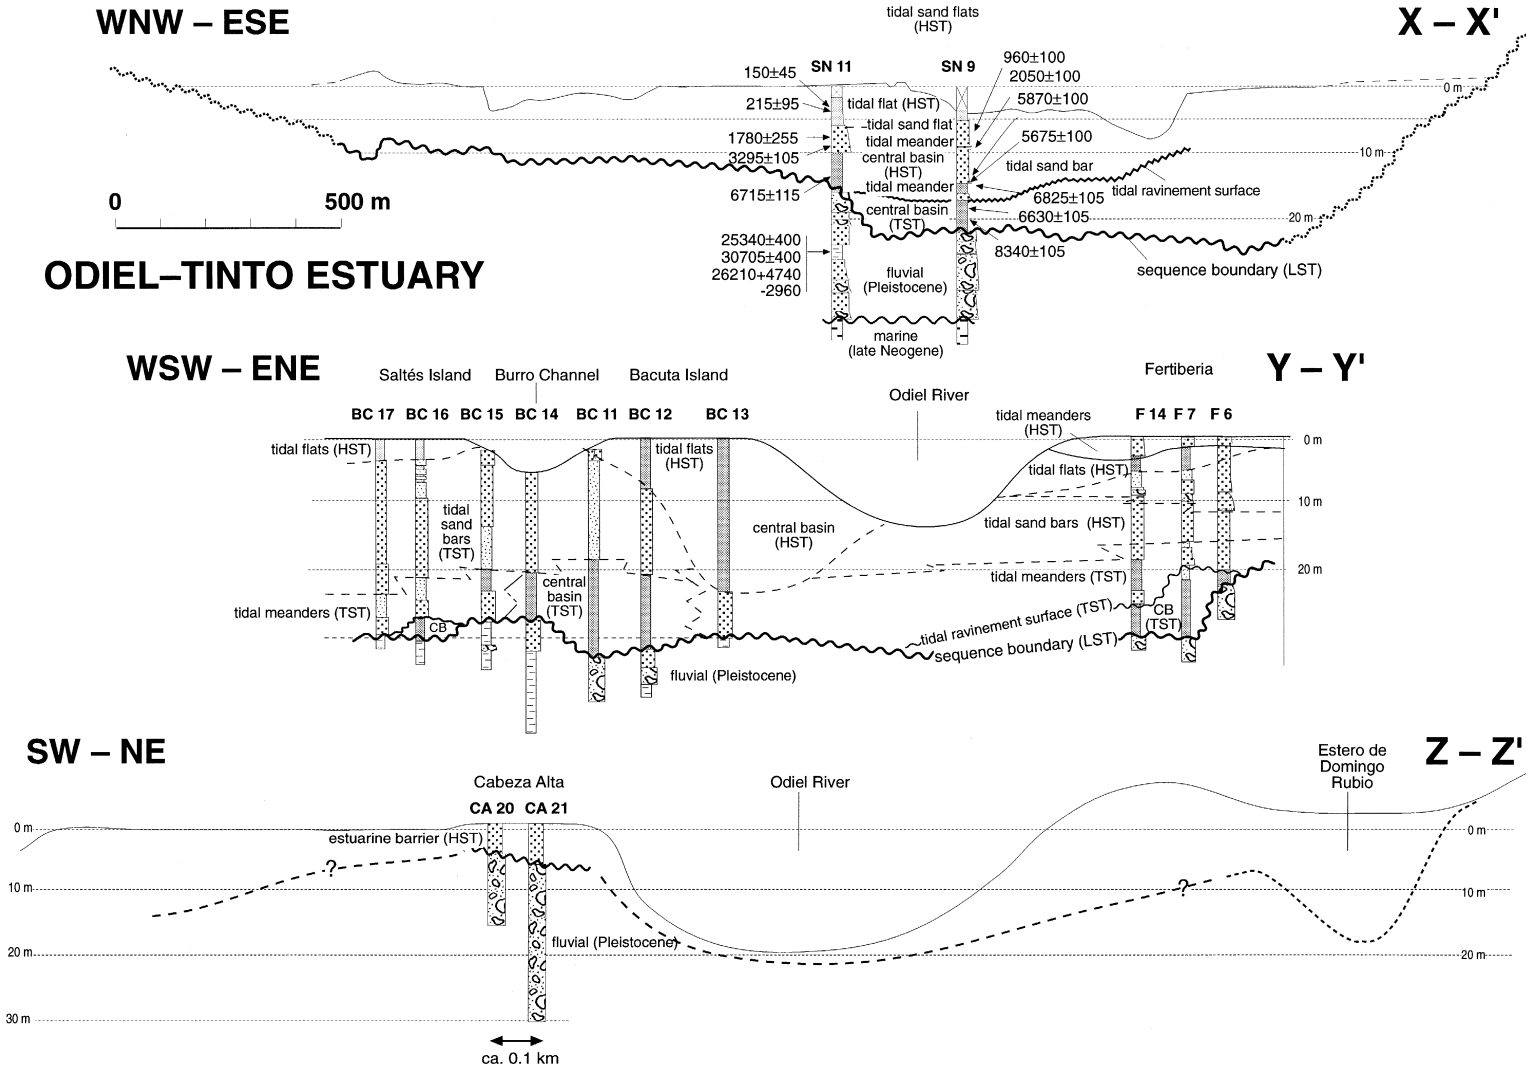 WNW – ESE
tidal sand flats
(HST)
X – X'
SN 11
SN 9
150±45
215±95
1780±255
3295±105
6715±115
25340±400
30705±400
26210+4740
-2960
960±100
2050±100
5870±100
5675±100
6825±105
6630±105
8340±105
tidal flat (HST)
tidal sand flat
tidal meander
central basin
(HST)
tidal meander
central basin
(TST)
fluvial
(Pleistocene)
marine
(late Neogene)
tidal sand bar
tidal ravinement surface
sequence boundary (LST)
0 m
10 m
20 m
0
500 m
ODIEL–TINTO ESTUARY
WSW – ENE
Y – Y'
Saltés Island
Burro Channel
Bacuta Island
Odiel River
Fertiberia
BC 17
BC 16
BC 15
BC 14
BC 11
BC 12
BC 13
F 14
F 7
F 6
tidal flats (HST)
tidal flats
(HST)
tidal meanders
(HST)
tidal flats (HST)
tidal
sand
bars
(TST)
central basin
(HST)
tidal sand bars (HST)
central
basin
(TST)
tidal meanders (TST)
tidal meanders (TST)
CB
CB
(TST)
tidal ravinement surface (TST)
sequence boundary (LST)
fluvial (Pleistocene)
0 m
10 m
20 m
SW – NE
Z – Z'
Cabeza Alta
CA 20
CA 21
Odiel River
Estero de
Domingo
Rubio
estuarine barrier (HST)
?
?
fluvial (Pleistocene)
0 m
10 m
20 m
30 m
0 m
10 m
20 m
ca. 0.1 km